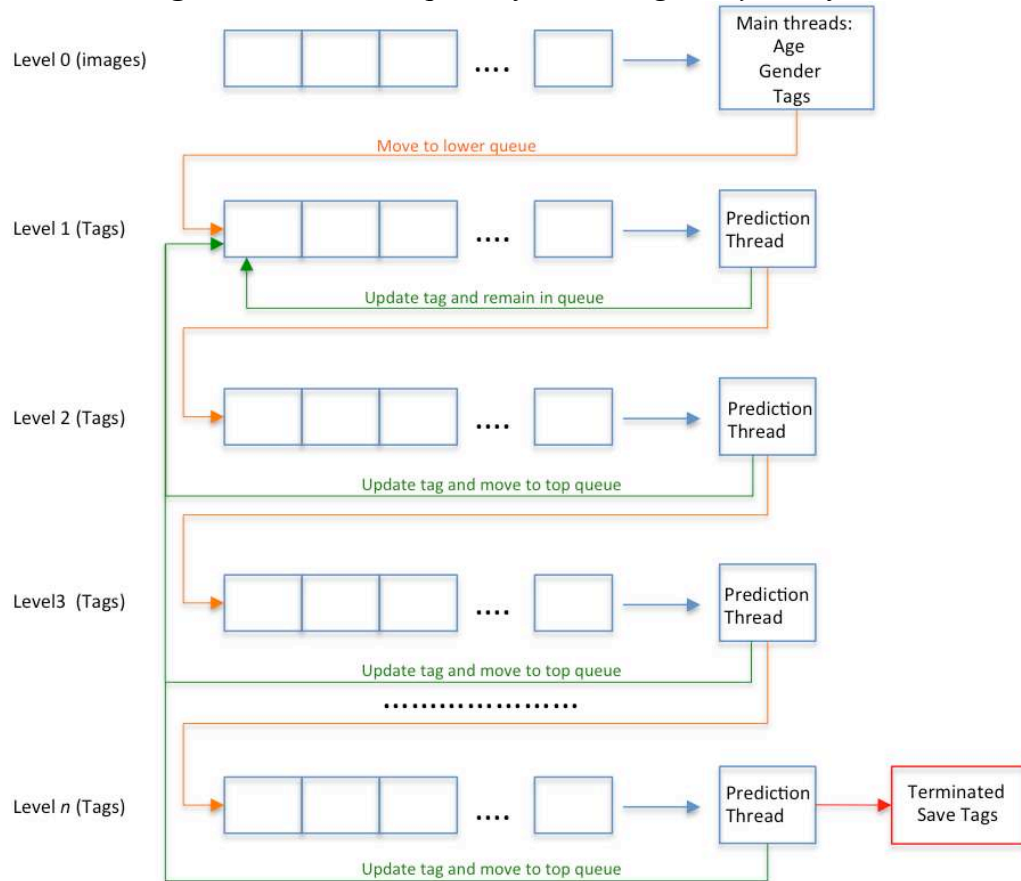 Main threads:
Age
Gender
Tags
Level 0 (images)
....
Move to lower queue
Level 1 (Tags)
....
Prediction
Thread
Update tag and remain in queue
Level 2 (Tags)
....
Prediction
Thread
Update tag and move to top queue
Level3 (Tags)
....
Prediction
Thread
Update tag and move to top queue
.....................
Level n (Tags)
....
Prediction
Thread
Terminated
Save Tags
Update tag and move to top queue